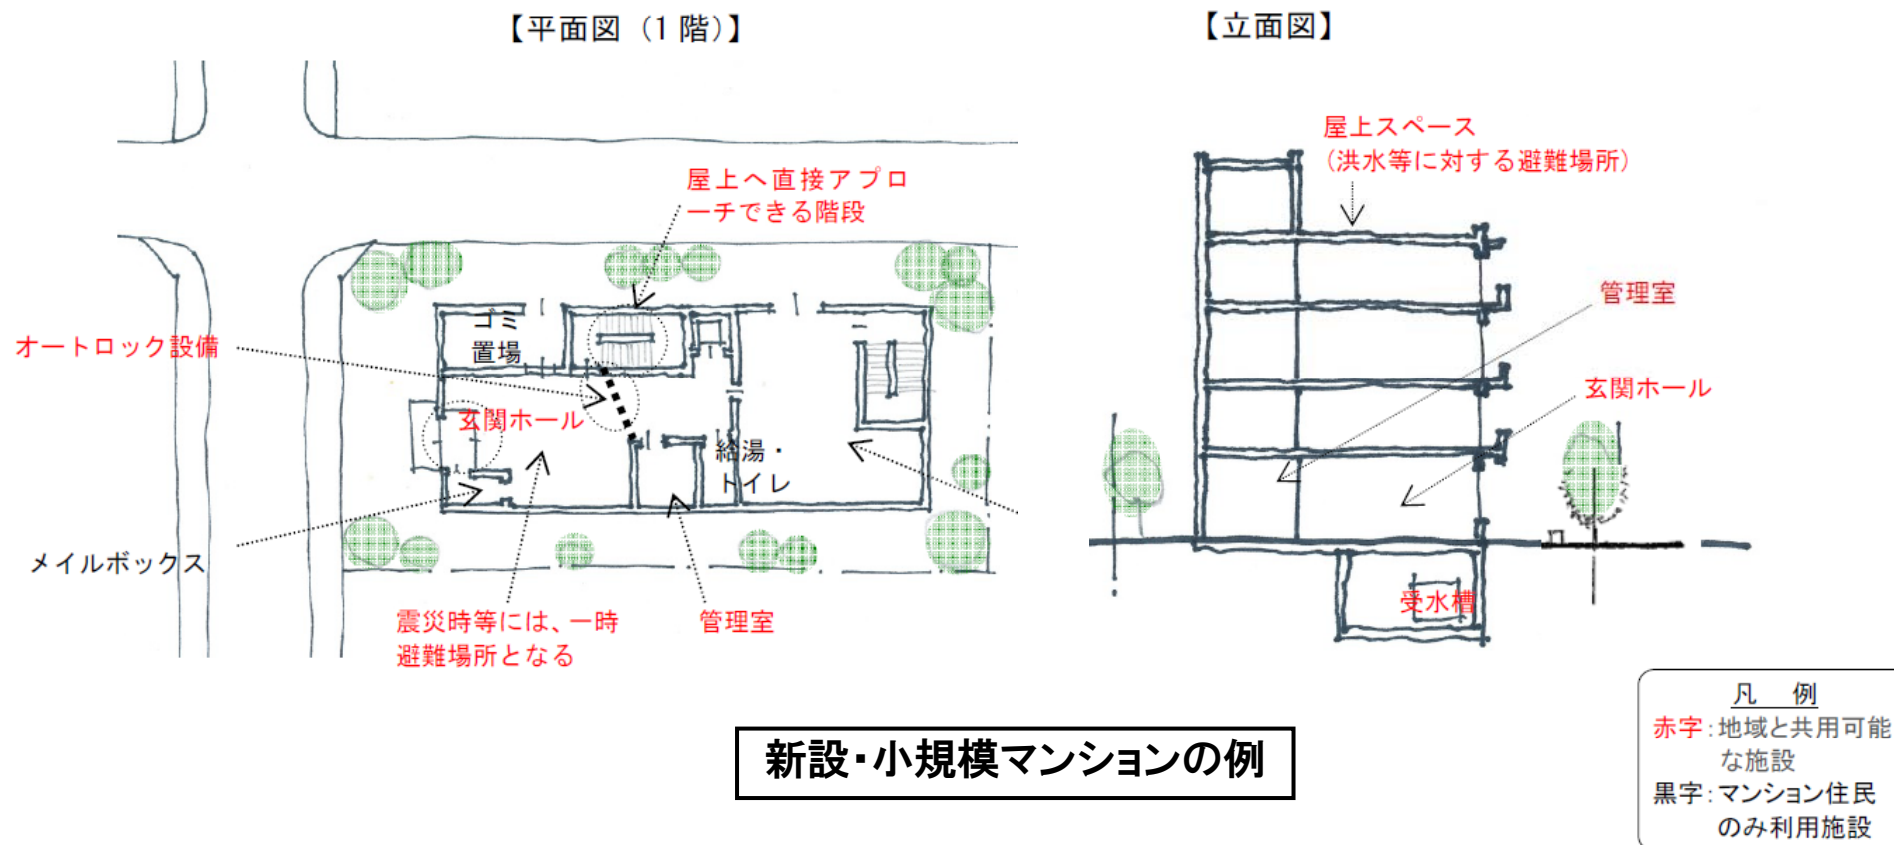 【平面図（1階）】
【立面図】
屋上へ直接アプロ
ーチできる階段
ゴミ
置場
オートロック設備
玄関ホール
給湯・
トイレ
メイルボックス
震災時等には、一時
避難場所となる
管理室
屋上スペース
（洪水等に対する避難場所）
管理室
玄関ホール
受水槽
新設・小規模マンションの例
凡　例
赤字：地域と共用可能
な施設
黒字：マンション住民
のみ利用施設